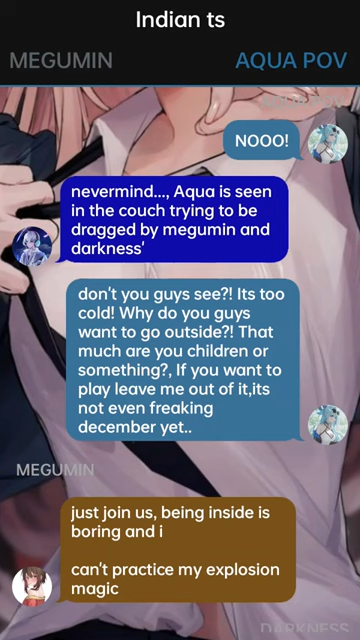 Indian ts
MEGUMIN
AQUA POV
AQUA POV
NOOO!
nevermind..., Aqua is seen
in the couch trying to be
dragged by megumin and
darkness'
don't you guys see?! Its too
cold! Why do you guys
want to go outside?! That
much are you children or
something?, If you want to
play leave me out of it,its
not even freaking
december yet..
MEGUMIN
just join us, being inside is
boring and i
can't practice my explosion
magic
DARKNESS